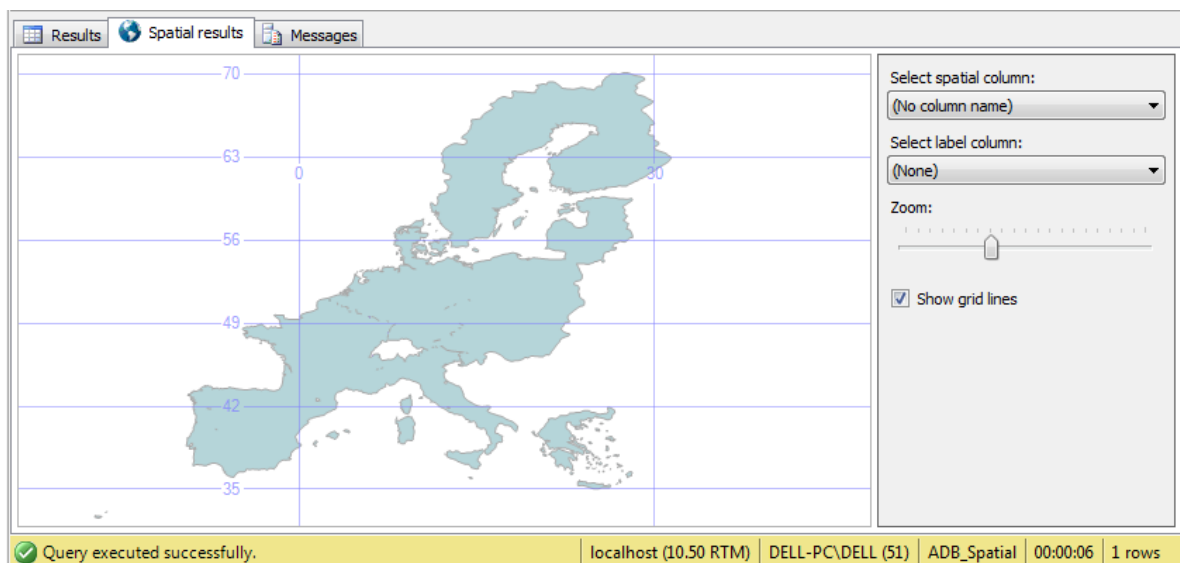 Results
Spatial results
Messages
70
63
0
30
56
49
42
35
Select spatial column:
(No column name)
Select label column:
(None)
Zoom:
Show grid lines
Query executed successfully.
localhost (10.50 RTM)
DELL-PC\DELL (51)
ADB_Spatial
00:00:06
1 rows